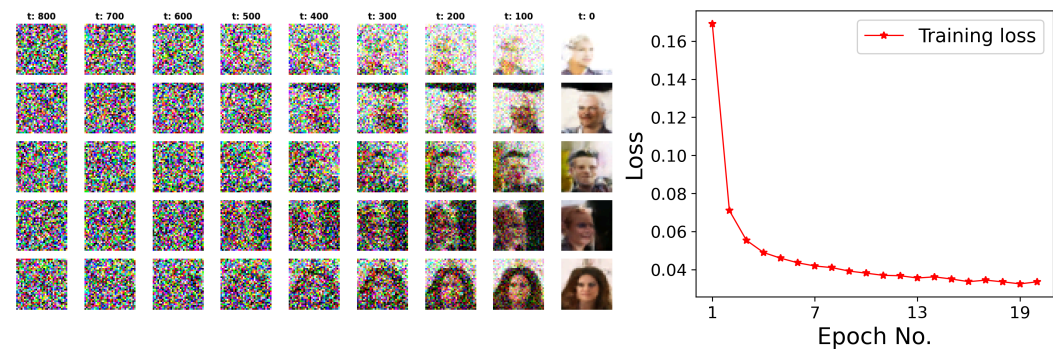 t: 800 t: 700 t: 600 t: 500 t: 400 t: 300 t: 200 t: 100 t: 0
Training loss
0.16
0.14
0.12
0.10
0.08
0.06
0.04
Loss
1 7 13 19
Epoch No.